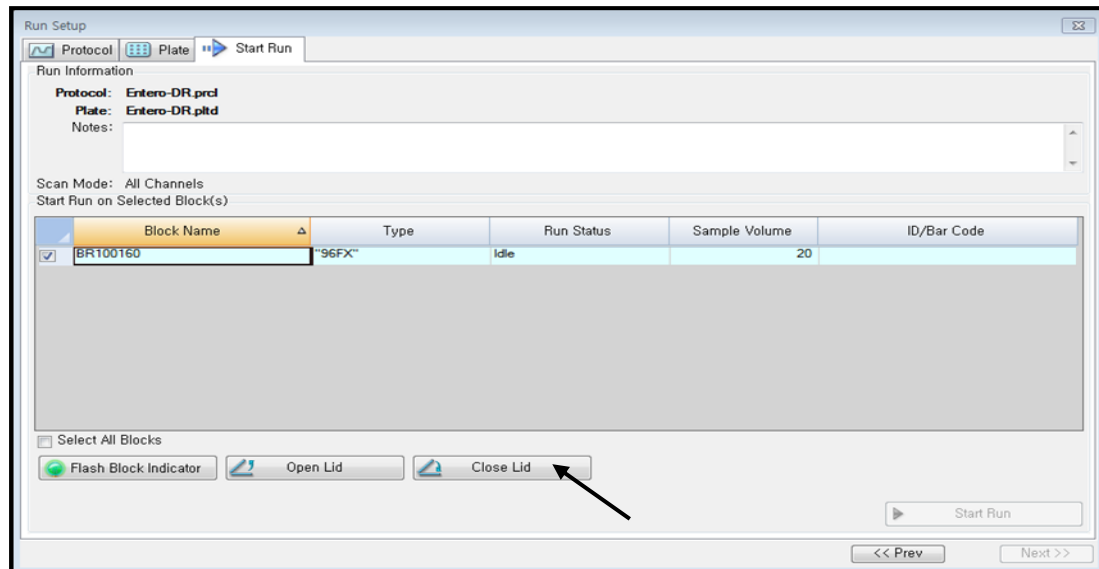 Run Setup
Protocol Plate Start Run
Run Information
Protocol: Entero-DR.prcl
Plate: Entero-DR.pltd
Notes:
Scan Mode: All Channels
Start Run on Selected Block(s)
Block Name Type Run Status Sample Volume ID/Bar Code
BR100160 "96FX" Idle 20
Select All Blocks
Flash Block Indicator Open Lid Close Lid
Start Run
<< Prev Next >>